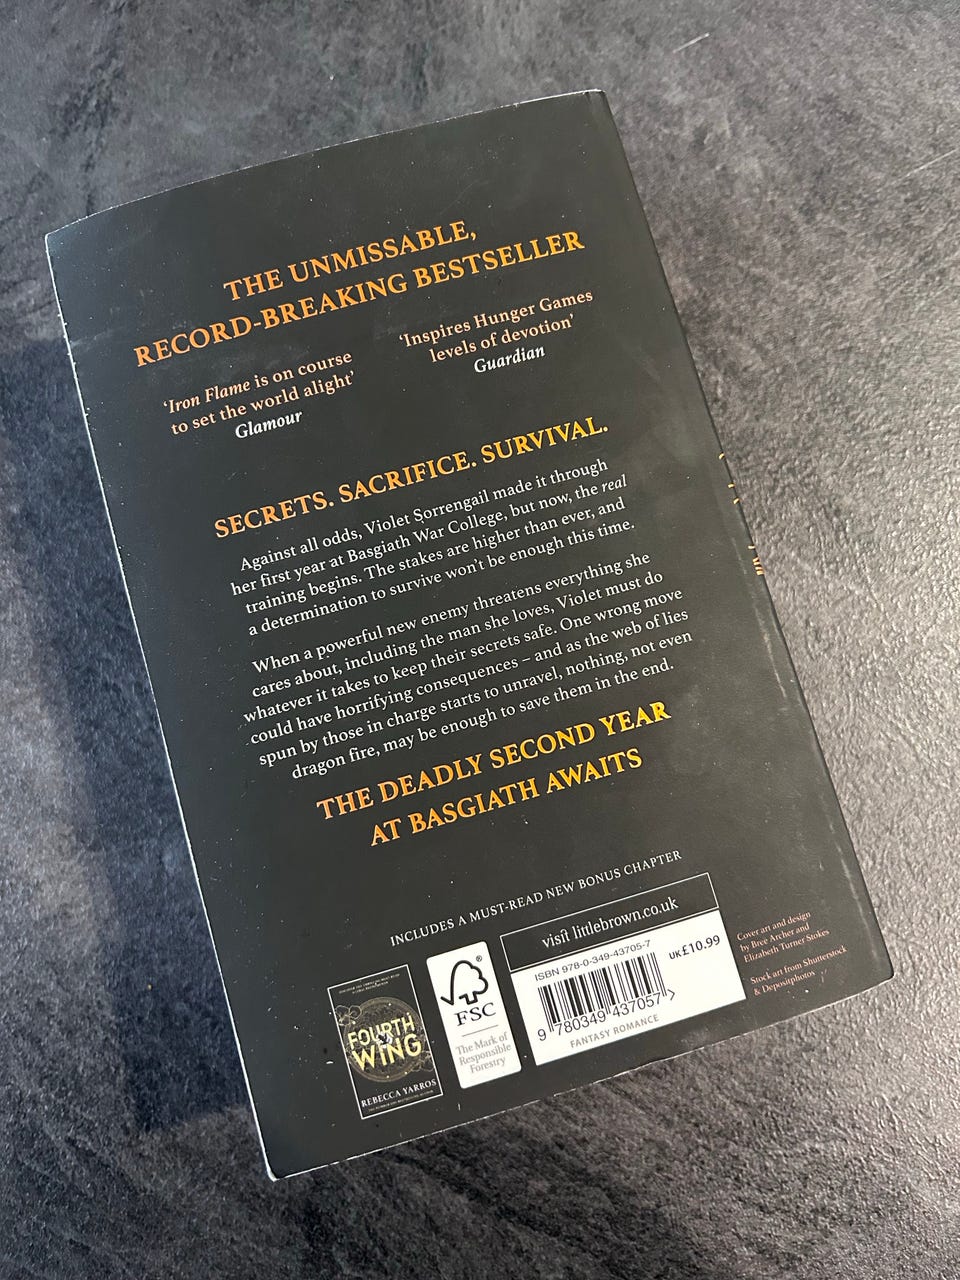 THE UNMISSABLE,
RECORD-BREAKING BESTSELLER
‘Iron Flame is on course
to set the world alight’
Glamour
‘Inspires Hunger Games
levels of devotion’
Guardian
SECRETS. SACRIFICE. SURVIVAL.
Against all odds, Violet Sorrengail made it through
her first year at Basgiath War College, but now, the real
training begins. The stakes are higher than ever, and
a determination to survive won’t be enough this time.
When a powerful new enemy threatens everything she
cares about, including the man she loves, Violet must do
whatever it takes to keep their secrets safe. One wrong move
could have horrifying consequences – and as the web of lies
spun by those in charge starts to unravel, nothing, not even
dragon fire, may be enough to save them in the end.
THE DEADLY SECOND YEAR
AT BASGIATH AWAITS
INCLUDES A MUST-READ NEW BONUS CHAPTER
FOURTH
WING
REBECCA YARROS
®
FSC
The Mark of
Responsible
Forestry
visit littlebrown.co.uk
ISBN 978-0-349-43705-7
UK£10.99
9 780349 437057 >
FANTASY ROMANCE
Cover art and design
by Bree Archer and
Elizabeth Turner Stokes
Stock art from Shutterstock
& Depositphotos